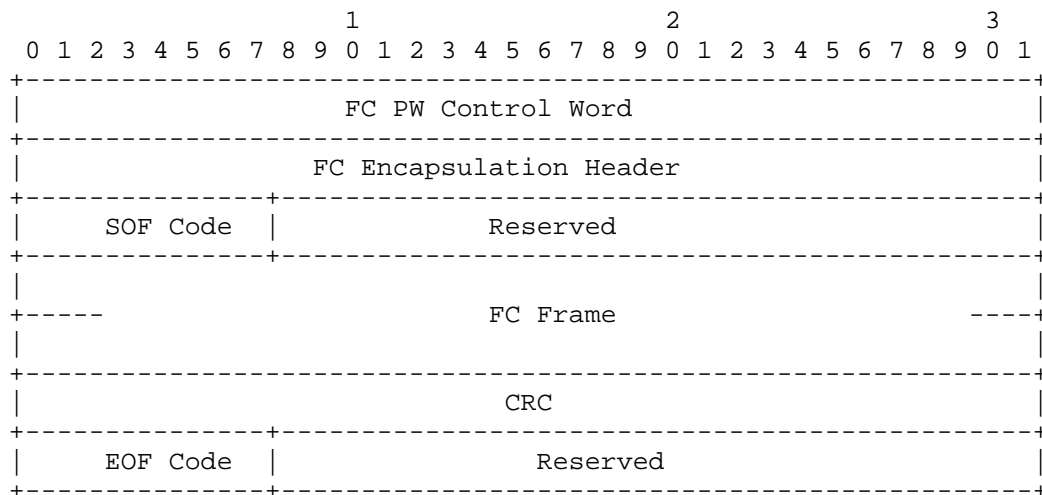 1                   2                   3
 0 1 2 3 4 5 6 7 8 9 0 1 2 3 4 5 6 7 8 9 0 1 2 3 4 5 6 7 8 9 0 1
+---------------------------------------------------------------+
|                    FC PW Control Word                         |
+---------------------------------------------------------------+
|                  FC Encapsulation Header                      |
+---------------+-----------------------------------------------+
|     SOF Code  |             Reserved                          |
+---------------+-----------------------------------------------+
|                                                               |
+-----                        FC Frame                      ----+
|                                                               |
+---------------------------------------------------------------+
|                              CRC                              |
+---------------+-----------------------------------------------+
|     EOF Code  |                Reserved                       |
+---------------+-----------------------------------------------+